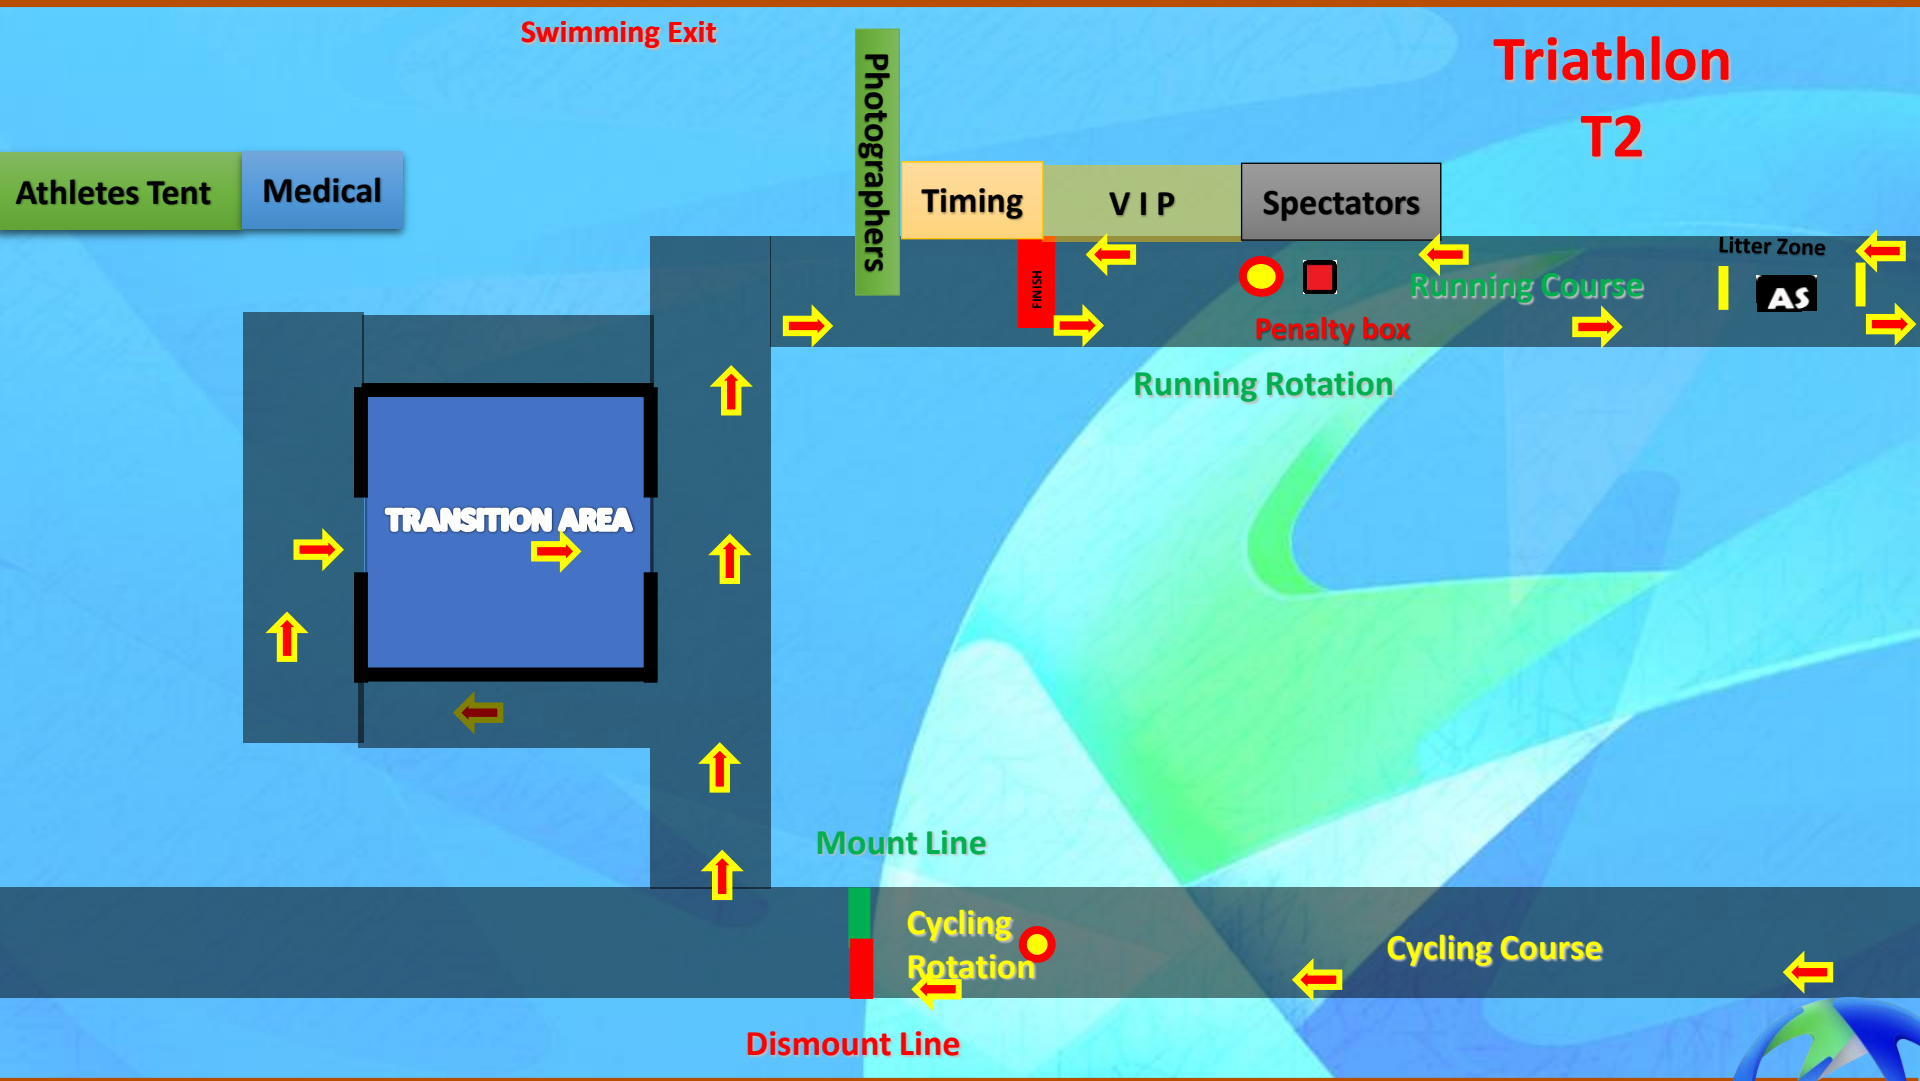 Swimming Exit
Triathlon
T2
Photographers
Athletes Tent
Medical
Timing
V I P
Spectators
Litter Zone
FINISH
Running Course
AS
Penalty box
Running Rotation
TRANSITION AREA
Mount Line
Cycling
Rotation
Cycling Course
Dismount Line